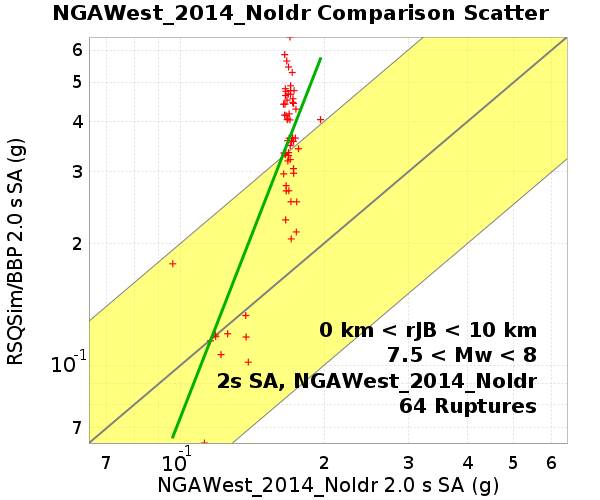 NGAWest_2014_NoIdr Comparison Scatter
RSQSim/BBP 2.0 s SA (g)
6
5
4
3
2
10-1
7
0 km < rJB < 10 km
7.5 < Mw < 8
2s SA, NGAWest_2014_NoIdr
64 Ruptures
7 10-1 2 3 4 5 6
NGAWest_2014_NoIdr 2.0 s SA (g)